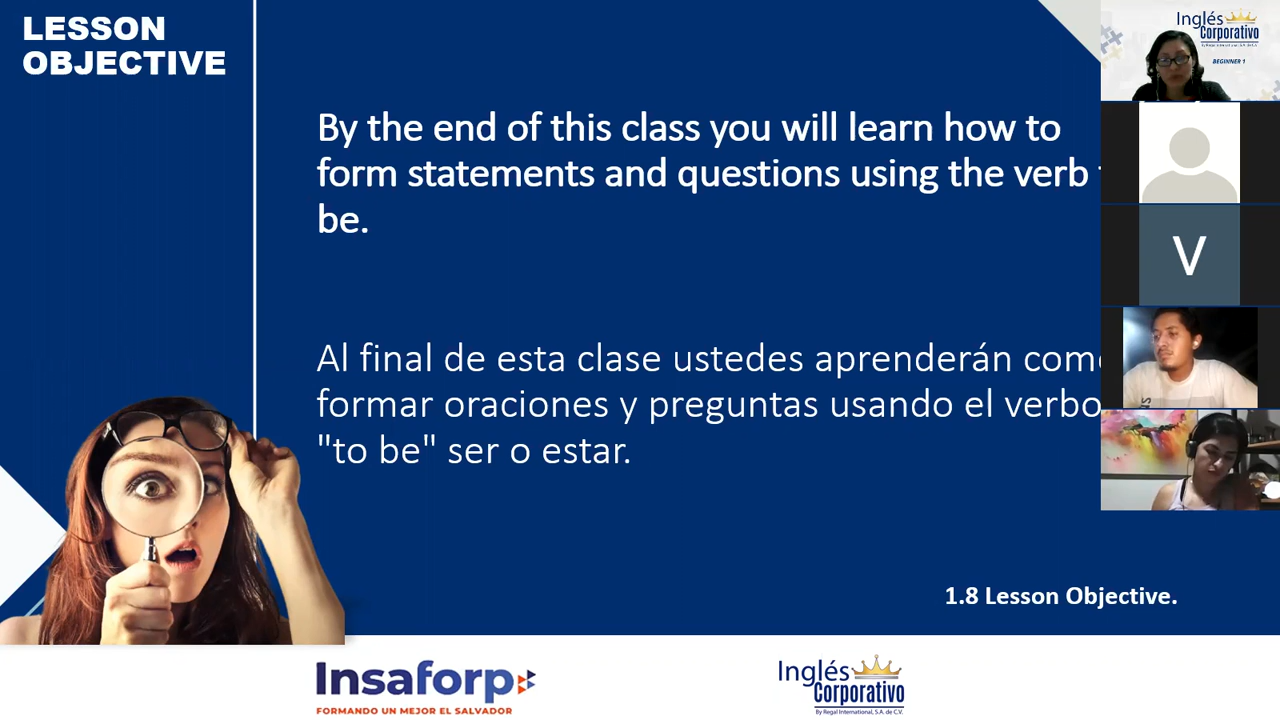 LESSON
OBJECTIVE
By the end of this class you will learn how to
form statements and questions using the verb
be.
Al final de esta clase ustedes aprenderán
formar oraciones y preguntas usando el verbo
"to be" ser o estar.
1.8 Lesson Objective.
Insaforp
FORMANDO UN MEJOR EL SALVADOR
Inglés
Corporativo
By Regal International, S.A. de C.V.
Inglés
Corporativo
BEGINNER 1
V